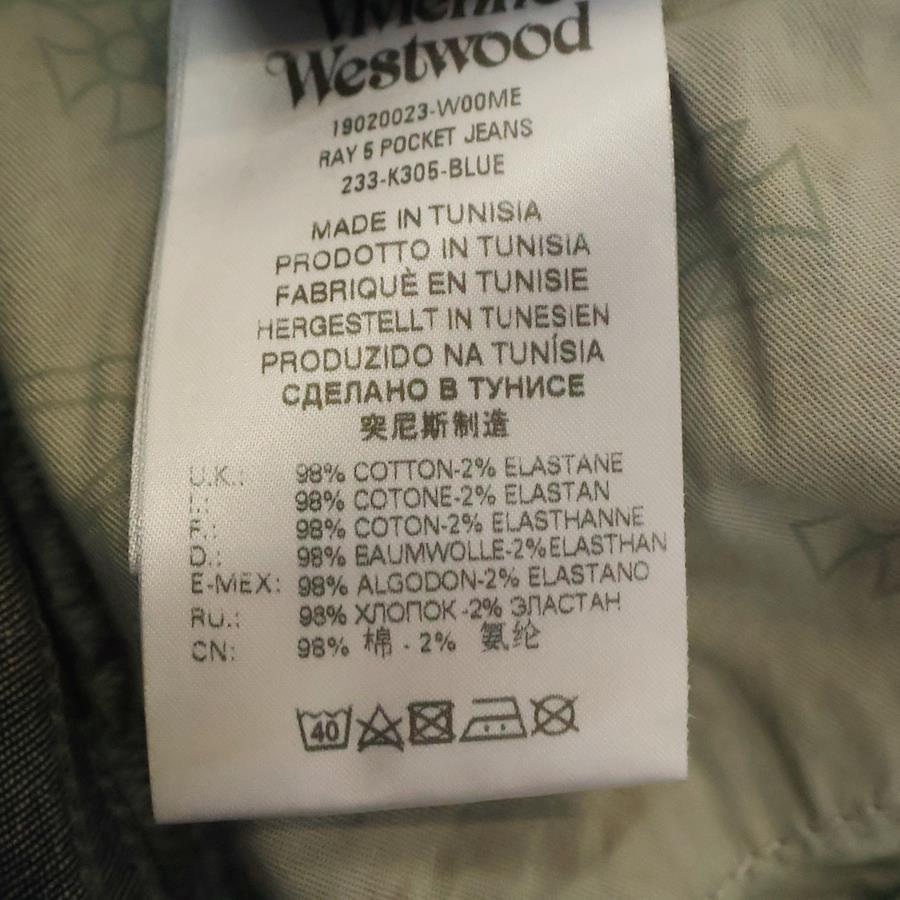 Vivienne
Westwood
19020023-W00ME
RAY 5 POCKET JEANS
233-K305-BLUE
MADE IN TUNISIA
PRODOTTO IN TUNISIA
FABRIQUÈ EN TUNISIE
HERGESTELLT IN TUNESIEN
PRODUZIDO NA TUNÍSIA
СДЕЛАНО В ТУНИСЕ
突尼斯制造
U.K.: 98% COTTON-2% ELASTANE
I.: 98% COTONE-2% ELASTAN
F.: 98% COTON-2% ELASTHANNE
D.: 98% BAUMWOLLE-2%ELASTHAN
E-MEX: 98% ALGODON-2% ELASTANO
RU.: 98% ХЛОПОК-2% ЭЛАСТАН
CN: 98% 棉 . 2% 氨纶
40